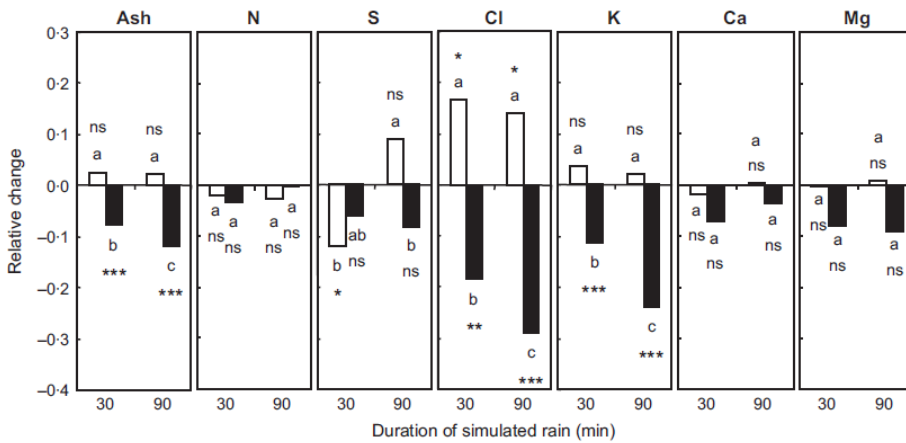 Ash N S Cl K Ca Mg
0·3
0·2
0·1
0·0
–0·1
–0·2
–0·3
–0·4
Relative change
ns ns
a a
b c
*** ***
a a a a
ns ns ns ns
ns
a
b ab b
* ns ns
* *
a a
b c
** ***
ns ns
a a
b c
*** ***
a
ns
a a a
ns ns
a
ns
a a a
ns ns ns
30 90 30 90 30 90 30 90 30 90 30 90 30 90
Duration of simulated rain (min)